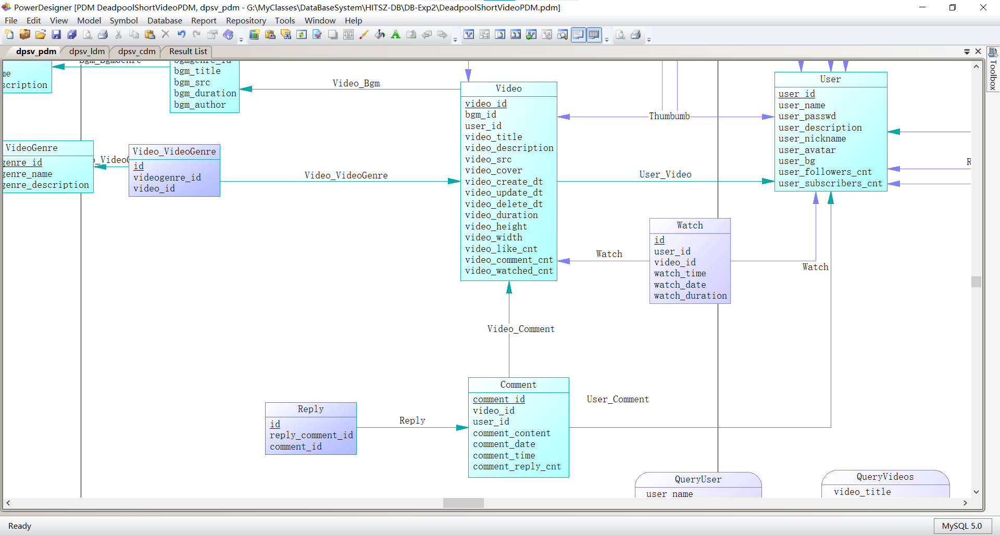 PowerDesigner [PDM DeadpoolShortVideoPDM, dpsv_pdm - G:\MyClasses\DataBaseSystem\HITSZ-DB\DB-Exp2\DeadpoolShortVideoPDM.pdm]
File Edit View Model Symbol Database Report Repository Tools Window Help
dpsv_pdm dpsv_ldm dpsv_cdm Result List
Toolbox
Bgm_BgmGenre
me
scription
bgmgenre_id
bgm_title
bgm_src
bgm_duration
bgm_author
Video_Bgm
Video
video_id
bgm_id
user_id
video_title
video_description
video_src
video_cover
video_create_dt
video_update_dt
video_delete_dt
video_duration
video_height
video_width
video_like_cnt
video_comment_cnt
video_watched_cnt
Thumbumb
User
user_id
user_name
user_passwd
user_description
user_nickname
user_avatar
user_bg
user_followers_cnt
user_subscribers_cnt
R
VideoGenre
genre_id
genre_name
genre_description
o_VideoG
Video_VideoGenre
id
videogenre_id
video_id
Video_VideoGenre
User_Video
Watch
id
user_id
video_id
watch_time
watch_date
watch_duration
Watch
Watch
Video_Comment
Comment
comment_id
video_id
user_id
comment_content
comment_date
comment_time
comment_reply_cnt
User_Comment
Reply
id
reply_comment_id
comment_id
Reply
QueryUser
user_name
QueryVideos
video_title
Ready
MySQL 5.0